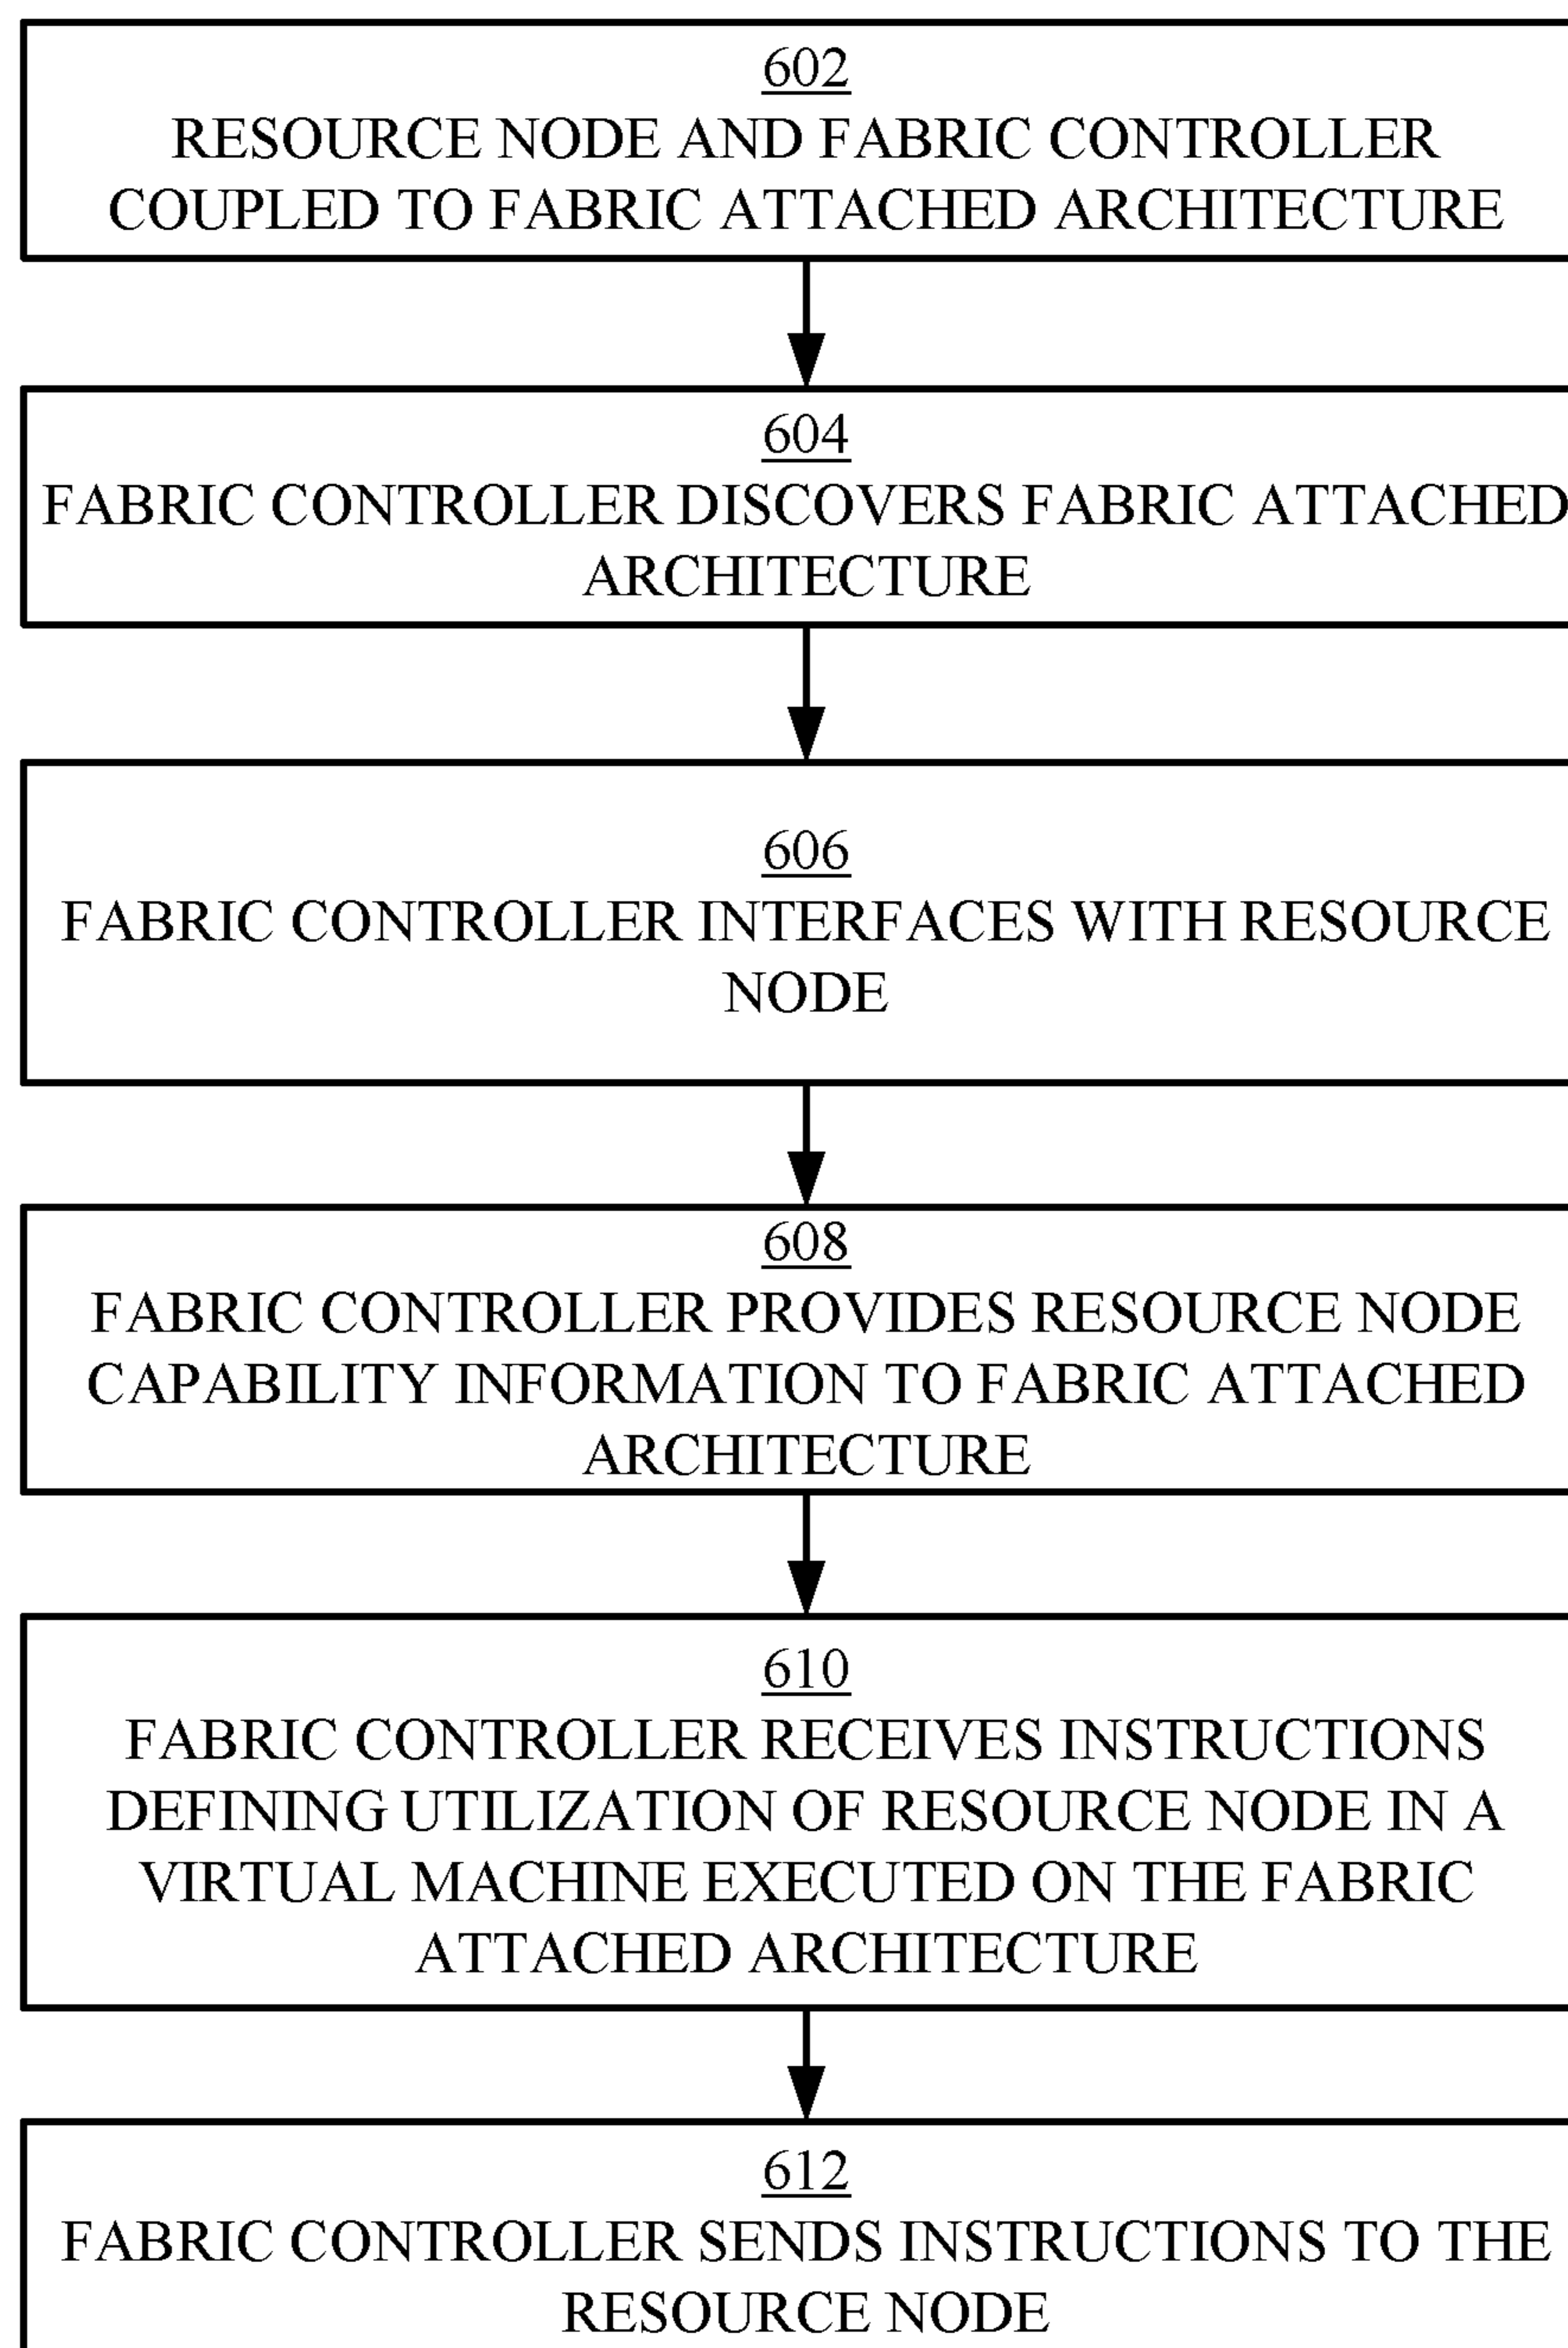 602
RESOURCE NODE AND FABRIC CONTROLLER
COUPLED TO FABRIC ATTACHED ARCHITECTURE
604
FABRIC CONTROLLER DISCOVERS FABRIC ATTACHED
ARCHITECTURE
606
FABRIC CONTROLLER INTERFACES WITH RESOURCE
NODE
608
FABRIC CONTROLLER PROVIDES RESOURCE NODE
CAPABILITY INFORMATION TO FABRIC ATTACHED
ARCHITECTURE
610
FABRIC CONTROLLER RECEIVES INSTRUCTIONS
DEFINING UTILIZATION OF RESOURCE NODE IN A
VIRTUAL MACHINE EXECUTED ON THE FABRIC
ATTACHED ARCHITECTURE
612
FABRIC CONTROLLER SENDS INSTRUCTIONS TO THE
RESOURCE NODE